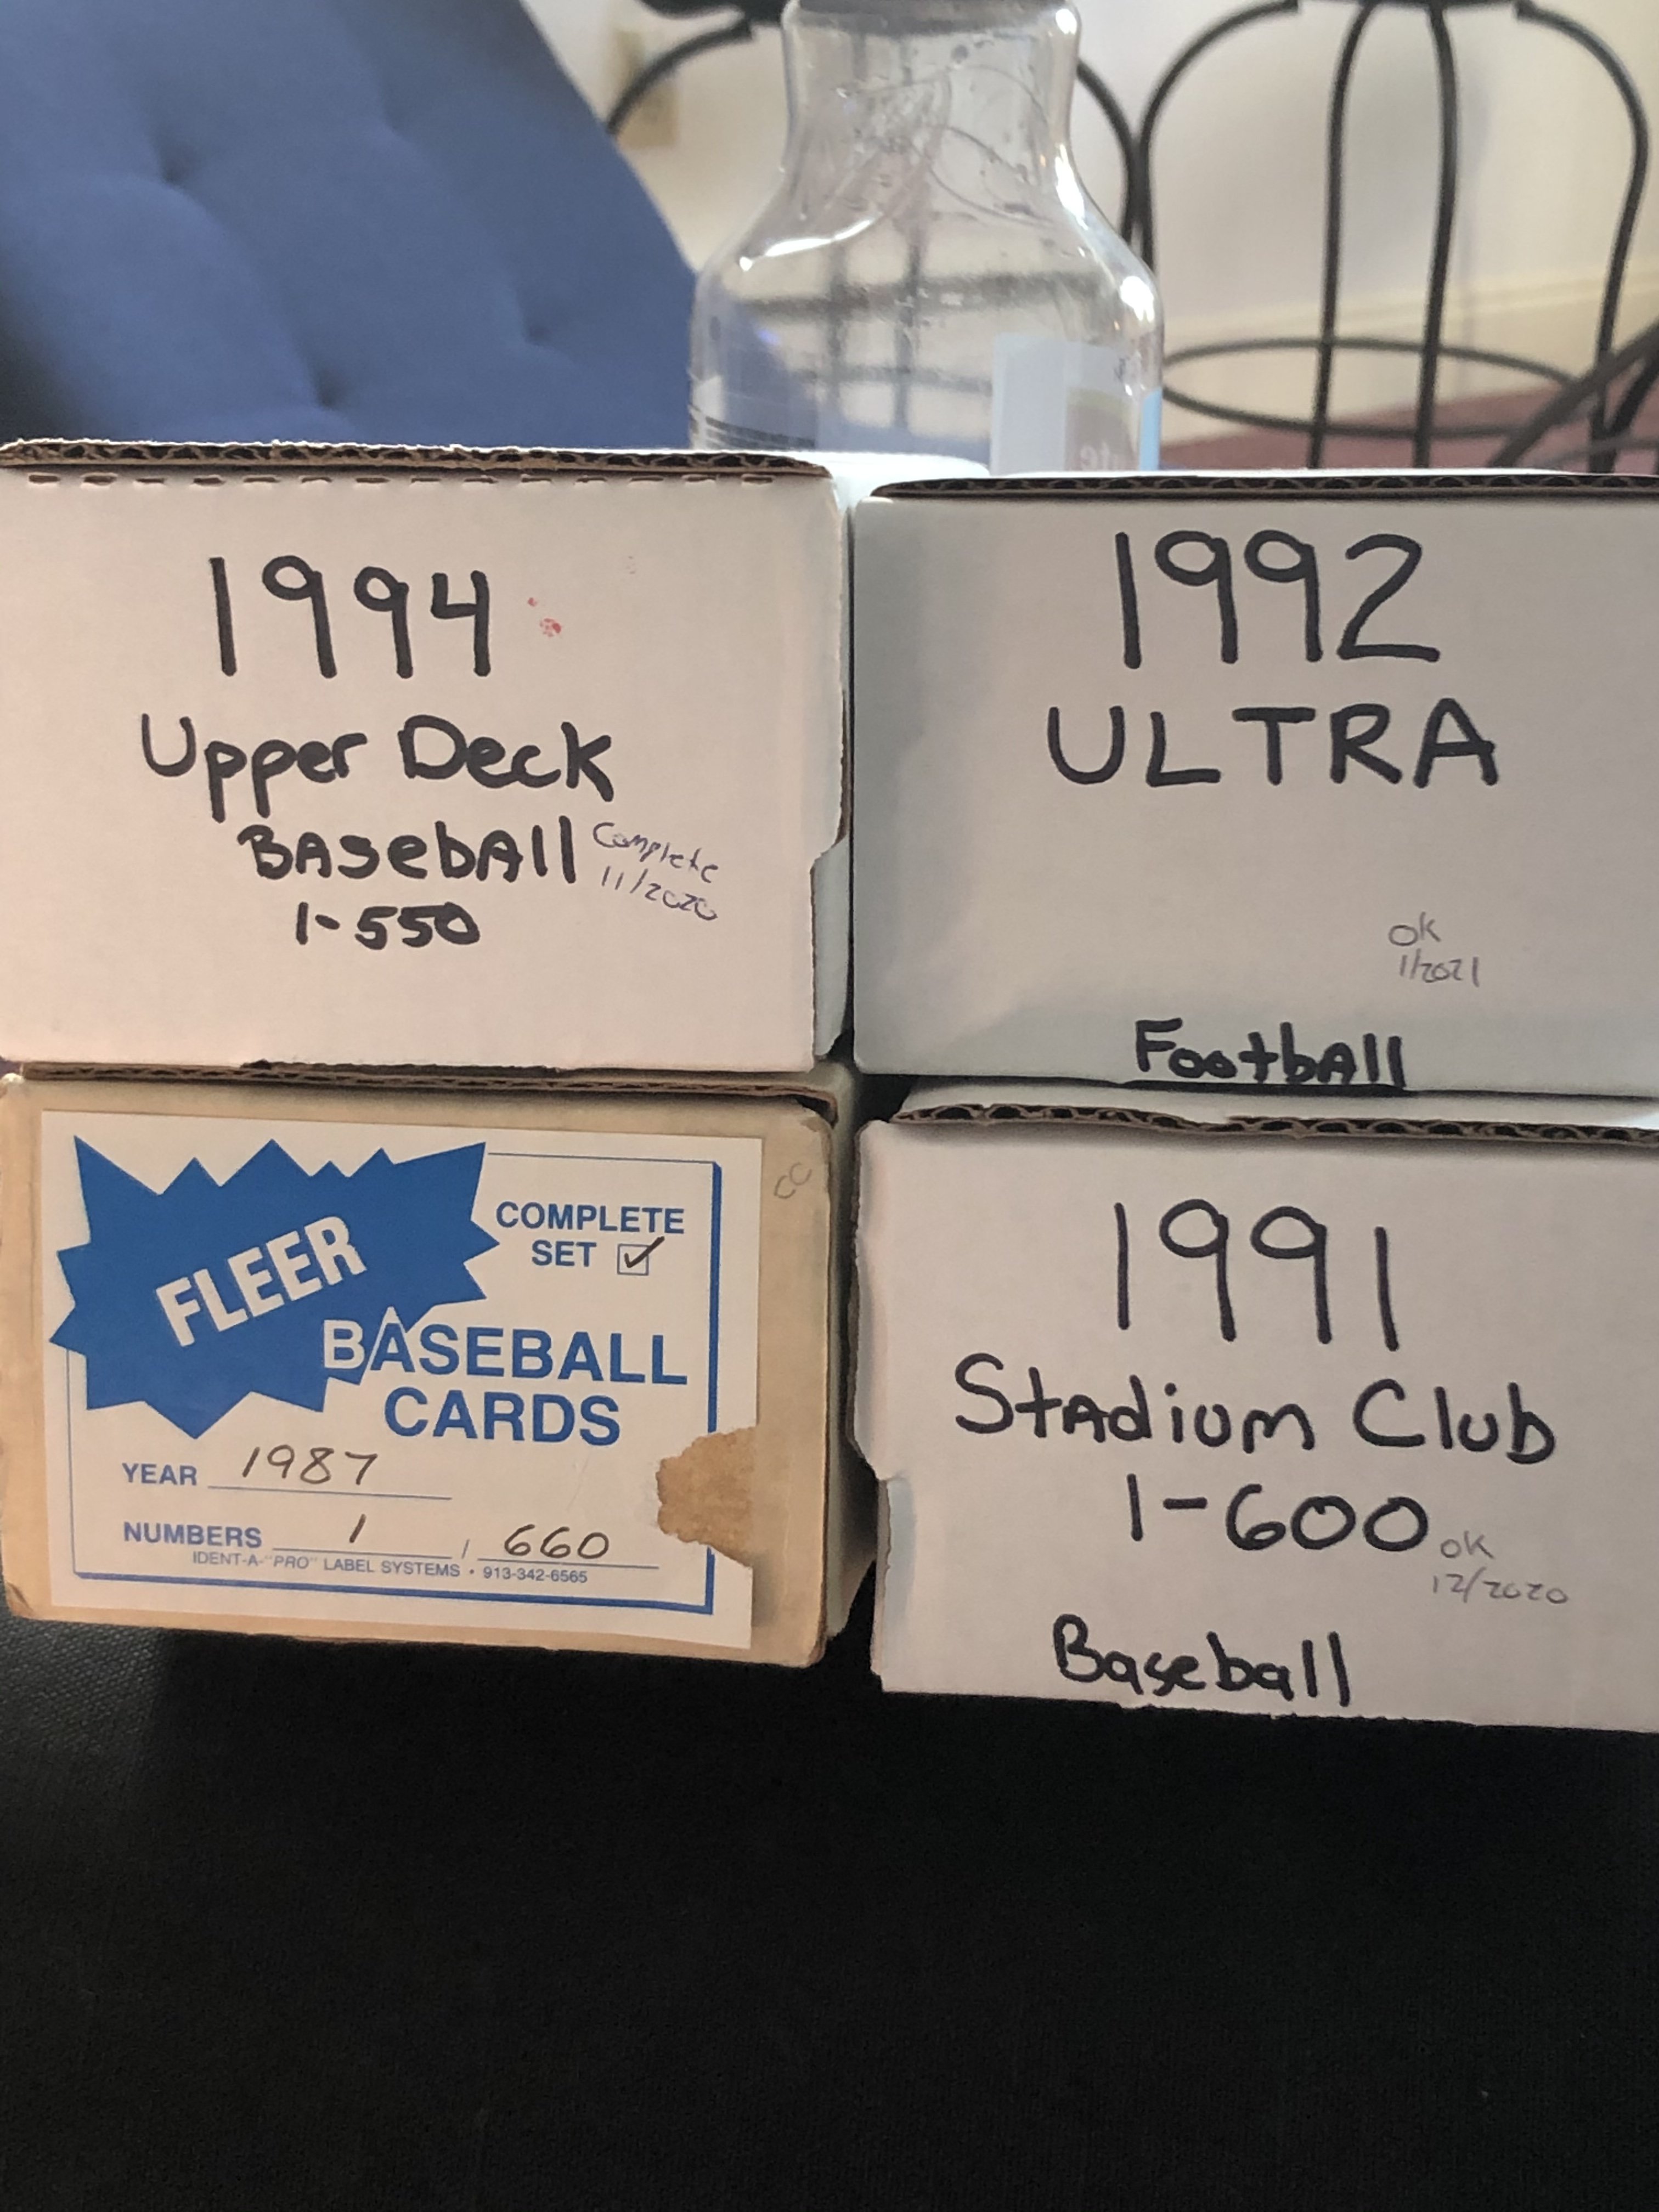 1994
Upper Deck
BAsebAll
1-550
Complete
11/2020
1992
ULTRA
ok
1/2021
FootbAll
FLEER
COMPLETE
SET
BASEBALL
CARDS
YEAR 1987
NUMBERS 1 / 660
IDENT-A-"PRO" LABEL SYSTEMS • 913-342-6565
CC
1991
StAdium Club
1-600
ok
12/2020
Baseball